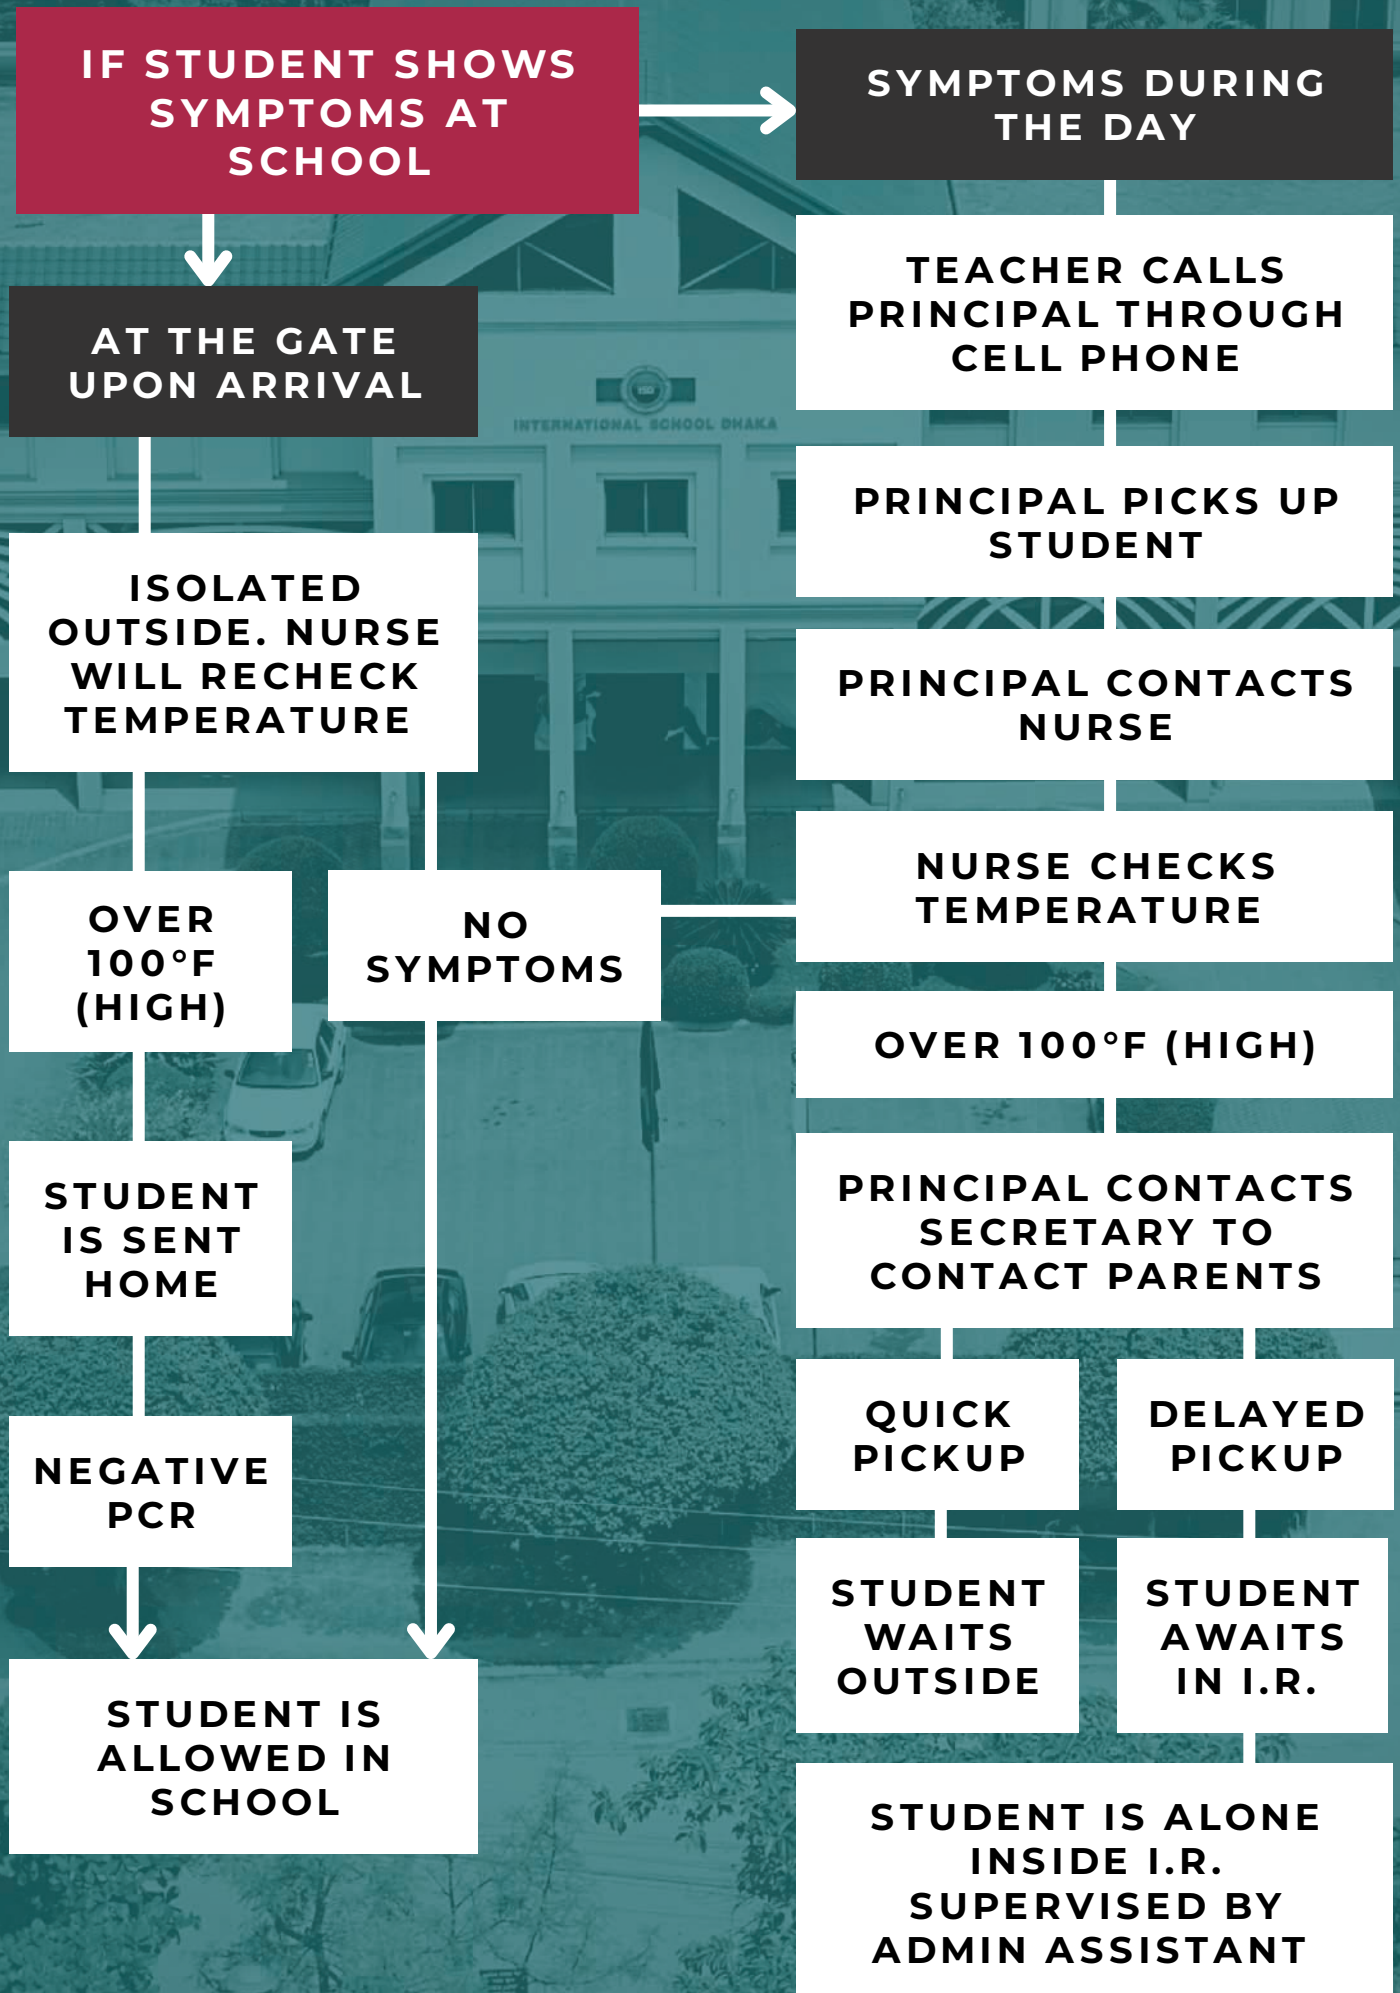 IF STUDENT SHOWS
SYMPTOMS AT
SCHOOL
SYMPTOMS DURING
THE DAY
AT THE GATE
UPON ARRIVAL
ISOLATED
OUTSIDE. NURSE
WILL RECHECK
TEMPERATURE
OVER
100°F
(HIGH)
NO
SYMPTOMS
STUDENT
IS SENT
HOME
NEGATIVE
PCR
STUDENT IS
ALLOWED IN
SCHOOL
TEACHER CALLS
PRINCIPAL THROUGH
CELL PHONE
PRINCIPAL PICKS UP
STUDENT
PRINCIPAL CONTACTS
NURSE
NURSE CHECKS
TEMPERATURE
OVER 100°F (HIGH)
PRINCIPAL CONTACTS
SECRETARY TO
CONTACT PARENTS
QUICK
PICKUP
DELAYED
PICKUP
STUDENT
WAITS
OUTSIDE
STUDENT
AWAITS
IN I.R.
STUDENT IS ALONE
INSIDE I.R.
SUPERVISED BY
ADMIN ASSISTANT
ISD
INTERNATIONAL SCHOOL DHAKA